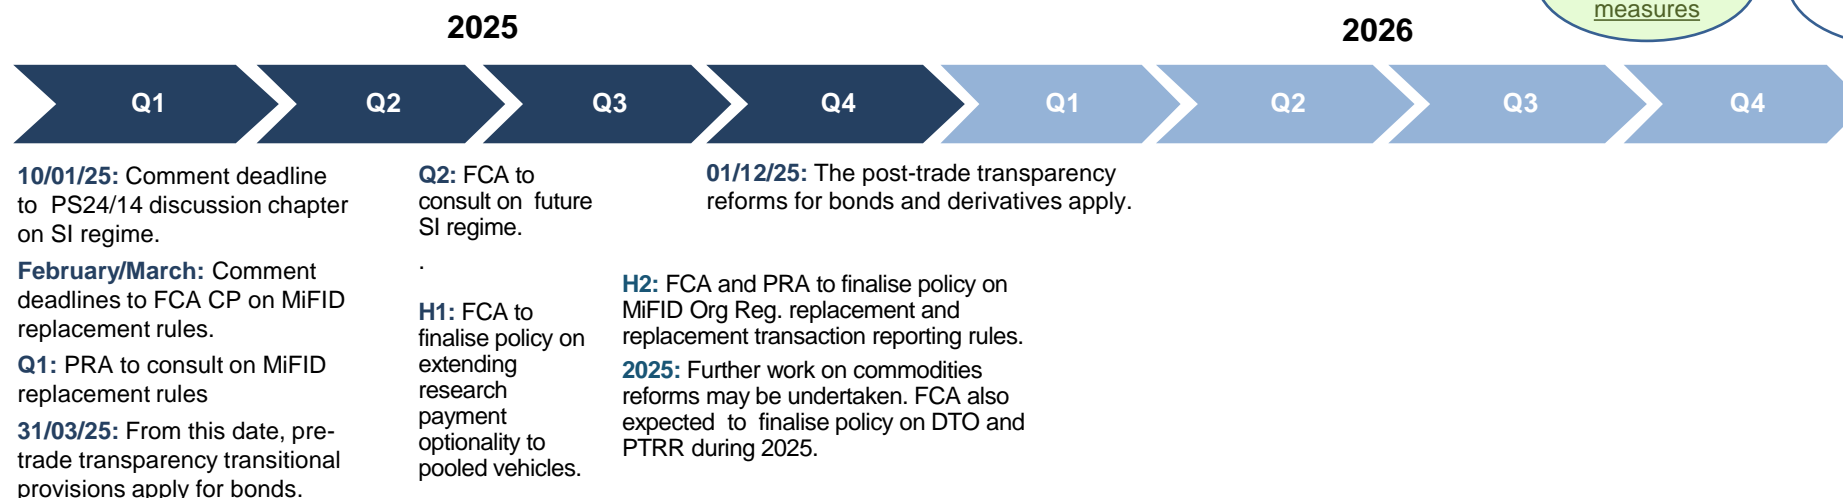 measures
2025
2026
Q1
Q2
Q3
Q4
Q1
Q2
Q3
Q4
10/01/25: Comment deadline
to PS24/14 discussion chapter
on SI regime.
February/March: Comment
deadlines to FCA CP on MiFID
replacement rules.
Q1: PRA to consult on MiFID
replacement rules
31/03/25: From this date, pre-
trade transparency transitional
provisions apply for bonds.
Q2: FCA to
consult on future
SI regime.
.
H1: FCA to
finalise policy on
extending
research
payment
optionality to
pooled vehicles.
01/12/25: The post-trade transparency
reforms for bonds and derivatives apply.
H2: FCA and PRA to finalise policy on
MiFID Org Reg. replacement and
replacement transaction reporting rules.
2025: Further work on commodities
reforms may be undertaken. FCA also
expected to finalise policy on DTO and
PTRR during 2025.